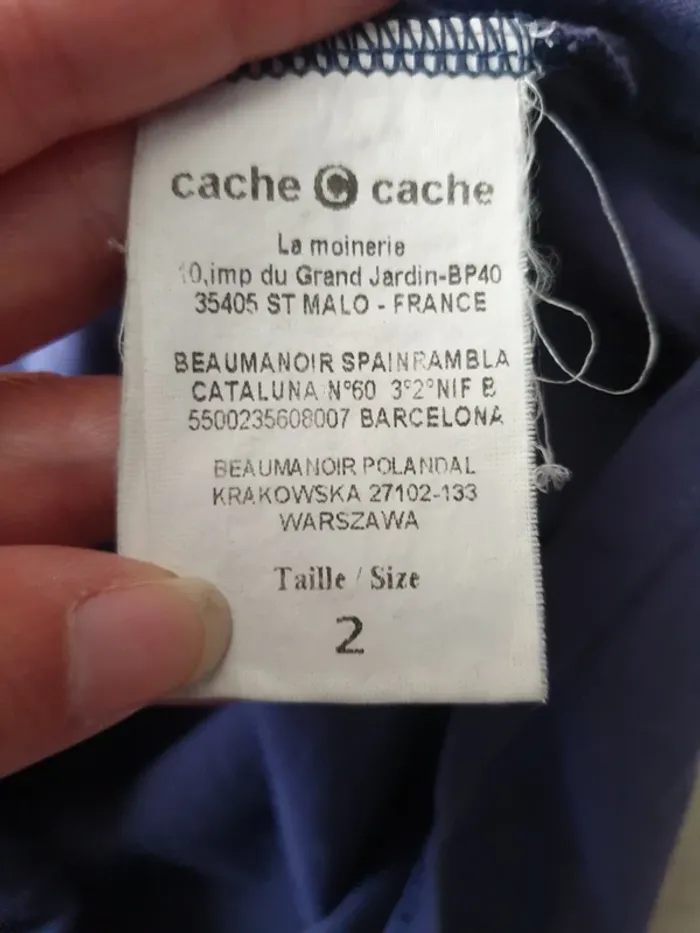 cache C cache
La moinerie
10,imp du Grand Jardin-BP40
35405 ST MALO - FRANCE
BEAUMANOIR SPAINRAMBLA
CATALUNA N°60 3°2°NIF B
5500235608007 BARCELONA
BEAUMANOIR POLANDAL
KRAKOWSKA 27102-133
WARSZAWA
Taille / Size
2